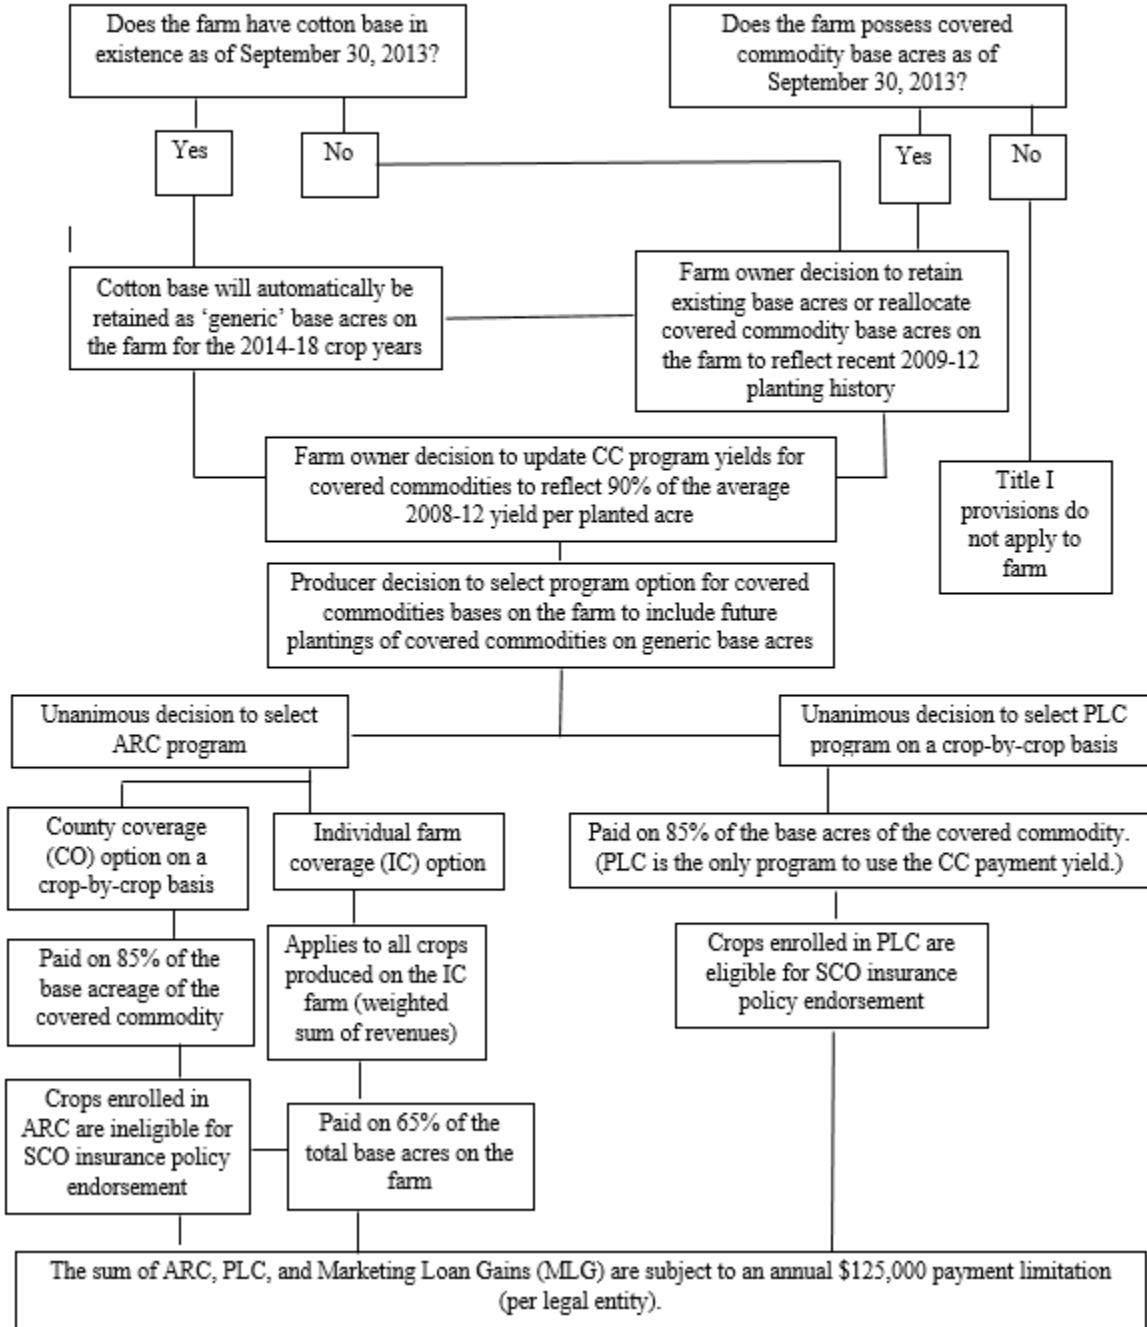 Does the farm have cotton base in
existence as of September 30, 2013?
Does the farm possess covered
commodity base acres as of
September 30, 2013?
Yes
No
Yes
No
Cotton base will automatically be
retained as ‘generic’ base acres on
the farm for the 2014-18 crop years
Farm owner decision to retain
existing base acres or reallocate
covered commodity base acres on
the farm to reflect recent 2009-12
planting history
Farm owner decision to update CC program yields for
covered commodities to reflect 90% of the average
2008-12 yield per planted acre
Title I
provisions do
not apply to
farm
Producer decision to select program option for covered
commodities bases on the farm to include future
plantings of covered commodities on generic base acres
Unanimous decision to select
ARC program
Unanimous decision to select PLC
program on a crop-by-crop basis
County coverage
(CO) option on a
crop-by-crop basis
Individual farm
coverage (IC) option
Paid on 85% of the base acres of the covered commodity.
(PLC is the only program to use the CC payment yield.)
Paid on 85% of the
base acreage of the
covered commodity
Applies to all crops
produced on the IC
farm (weighted
sum of revenues)
Crops enrolled in PLC are
eligible for SCO insurance
policy endorsement
Crops enrolled in
ARC are ineligible for
SCO insurance policy
endorsement
Paid on 65% of the
total base acres on the
farm
The sum of ARC, PLC, and Marketing Loan Gains (MLG) are subject to an annual $125,000 payment limitation
(per legal entity).